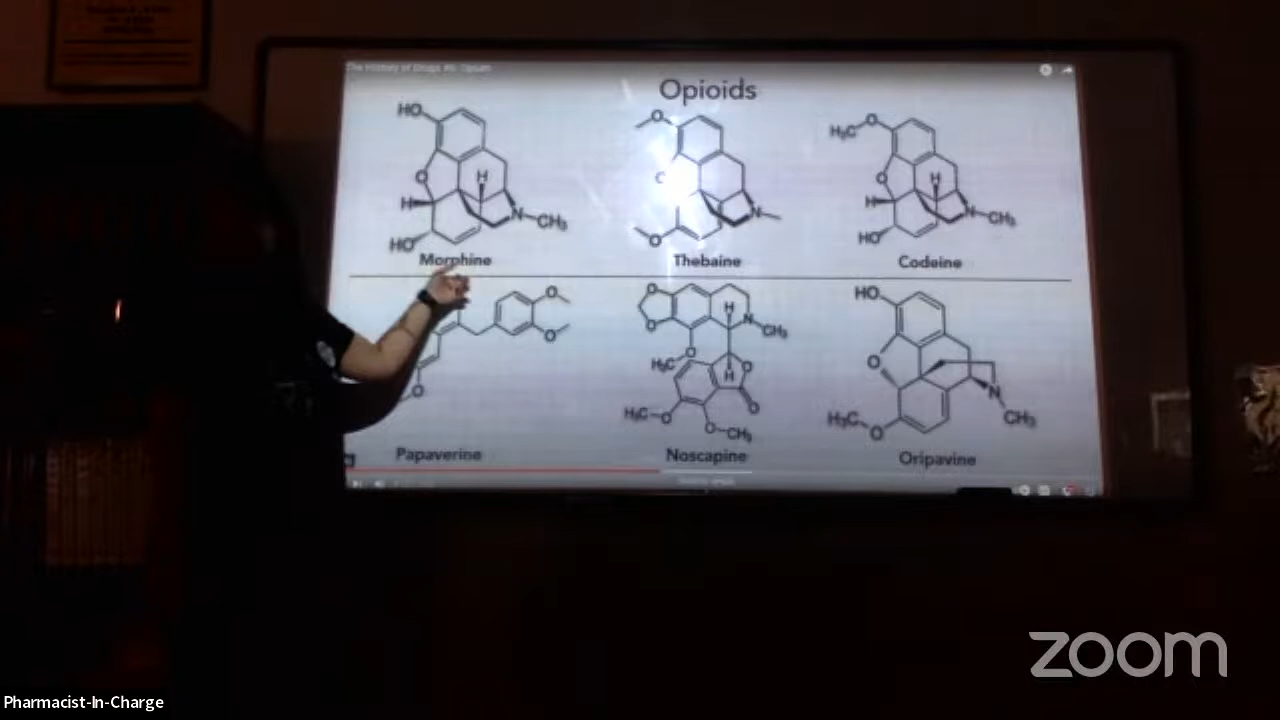 The History of Drugs #6: Opium
Opioids
HO
O
H
H
HO
N-CH₃
Morphine
O
O
O
N
Thebaine
H₃C
O
O
H
H
HO
N-CH₃
Codeine
O
O
O
Papaverine
O
O
H
N
CH₃
O
H₃C
O
H
O
H₃C-O
O-CH₃
Noscapine
HO
O
N
CH₃
H₃C
O
Oripavine
zoom
Pharmacist-In-Charge